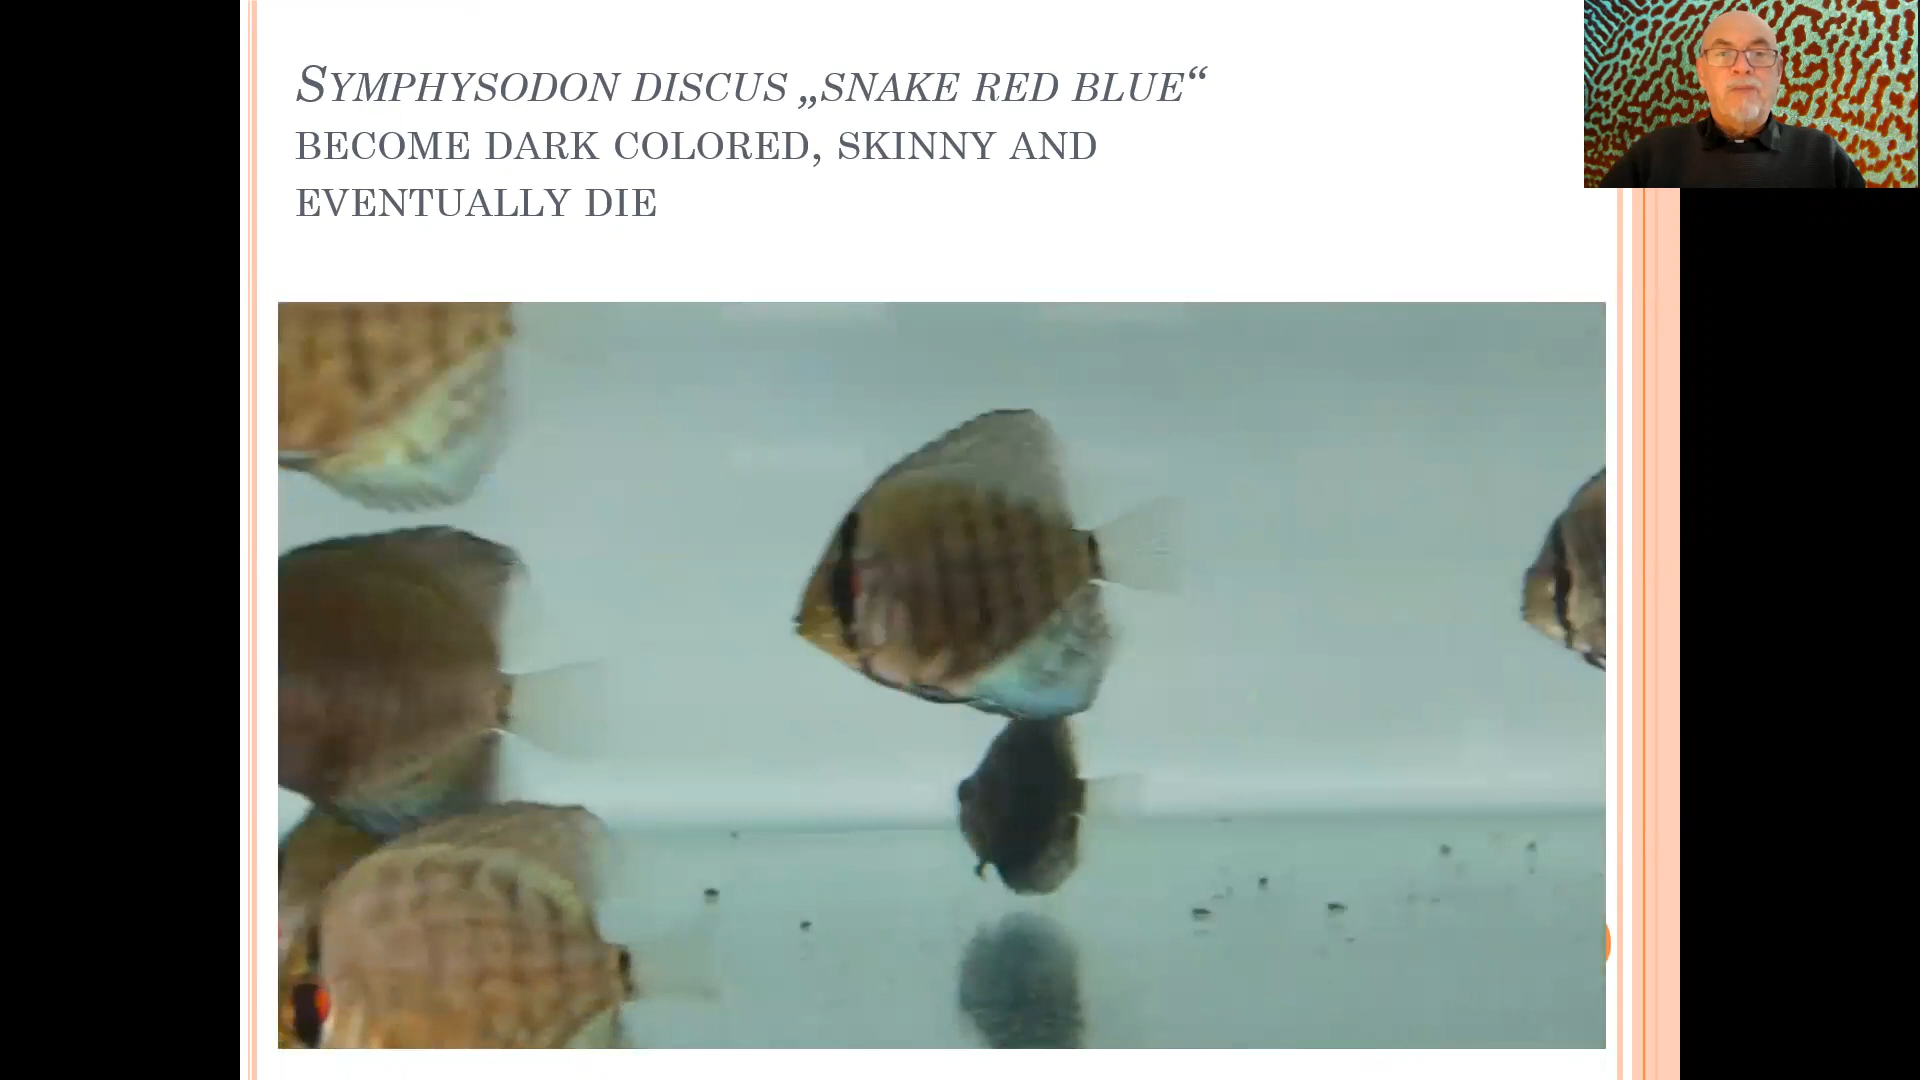 SYMPHYSODON DISCUS „SNAKE RED BLUE“
BECOME DARK COLORED, SKINNY AND
EVENTUALLY DIE